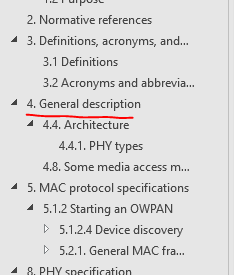 1.2 Purpose
2. Normative references
3. Definitions, acronyms, and...
3.1 Definitions
3.2 Acronyms and abbrevia...
4. General description
4.4. Architecture
4.4.1. PHY types
4.8. Some media access m...
5. MAC protocol specifications
5.1.2 Starting an OWPAN
5.1.2.4 Device discovery
5.2.1. General MAC fra...
8. PHY specification